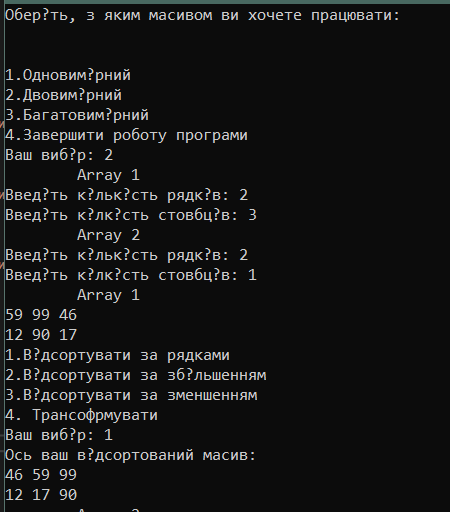 Обер?ть, з яким масивом ви хочете працювати:
1.Одновим?рний
2.Двовим?рний
3.Багатовим?рний
4.Завершити роботу програми
Ваш виб?р: 2
Array 1
Введ?ть к?льк?сть рядк?в: 2
Введ?ть к?лк?сть стовбц?в: 3
Array 2
Введ?ть к?льк?сть рядк?в: 2
Введ?ть к?лк?сть стовбц?в: 1
Array 1
59 99 46
12 90 17
1.В?дсортувати за рядками
2.В?дсортувати за зб?льшенням
3.В?дсортувати за зменшенням
4. Трансофрмувати
Ваш виб?р: 1
Ось ваш в?дсортований масив:
46 59 99
12 17 90